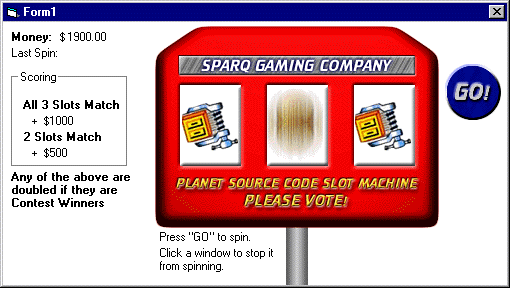 Form1
Money: $1900.00
Last Spin:
Scoring
All 3 Slots Match
+ $1000
2 Slots Match
+ $500
Any of the above are
doubled if they are
Contest Winners
SPARQ GAMING COMPANY
PLANET SOURCE CODE SLOT MACHINE
PLEASE VOTE!
GO!
Press "GO" to spin.
Click a window to stop it
from spinning.